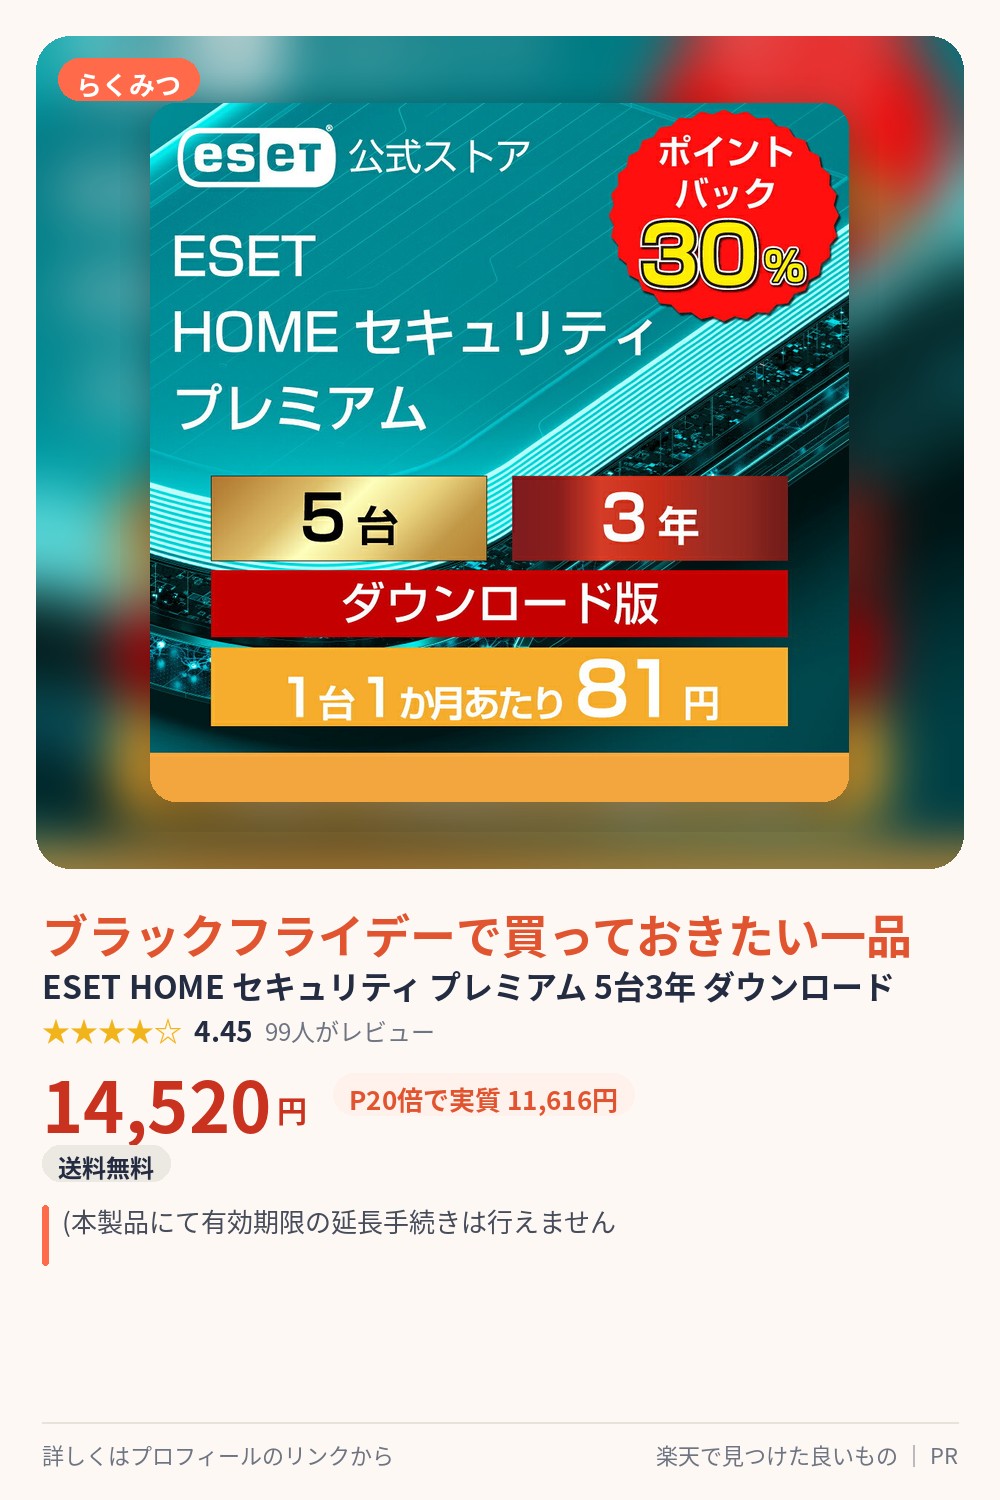 らくみつ
eset® 公式ストア
ポイント
バック
30%
ESET
HOME セキュリティ
プレミアム
5台
3年
ダウンロード版
1台1か月あたり 81円
ブラックフライデーで買っておきたい一品
ESET HOME セキュリティ プレミアム 5台3年 ダウンロード
★★★★☆ 4.45 99人がレビュー
14,520円 P20倍で実質 11,616円
送料無料
(本製品にて有効期限の延長手続きは行えません
詳しくはプロフィールのリンクから
楽天で見つけた良いもの | PR